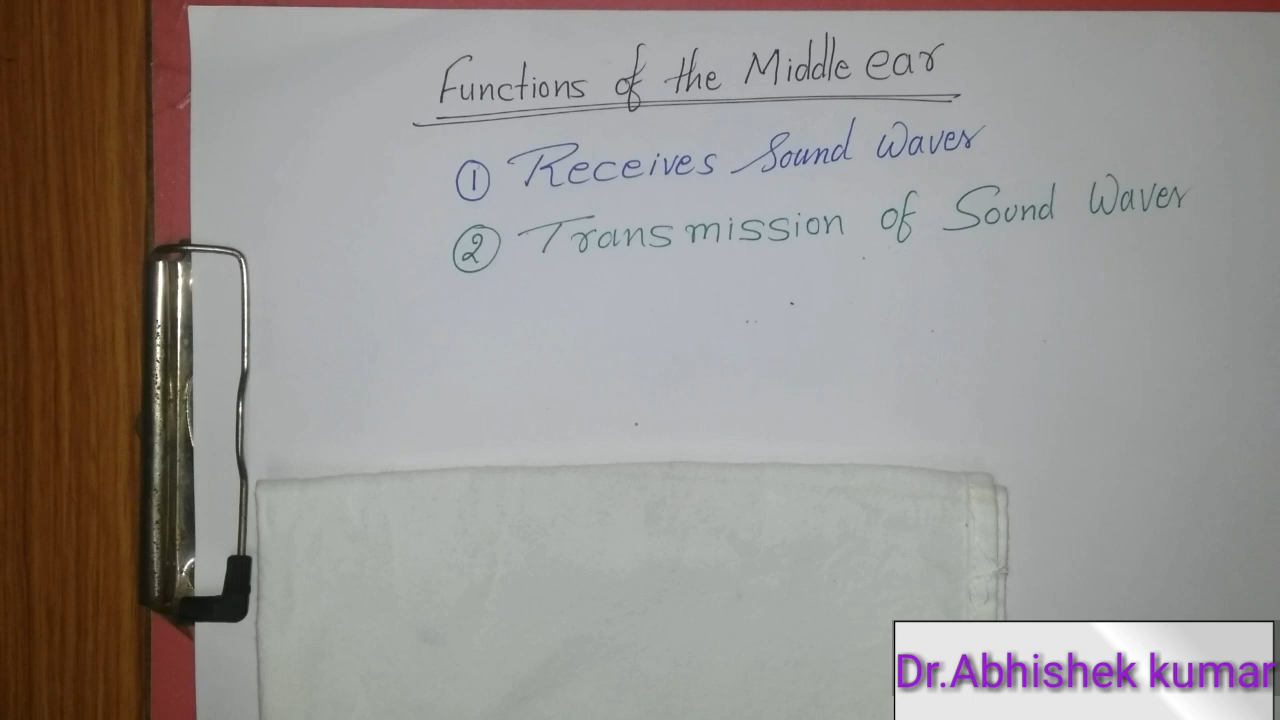 Functions of the Middle ear
① Receives Sound Waves
② Transmission of Sound Waves
Dr.Abhishek kumar